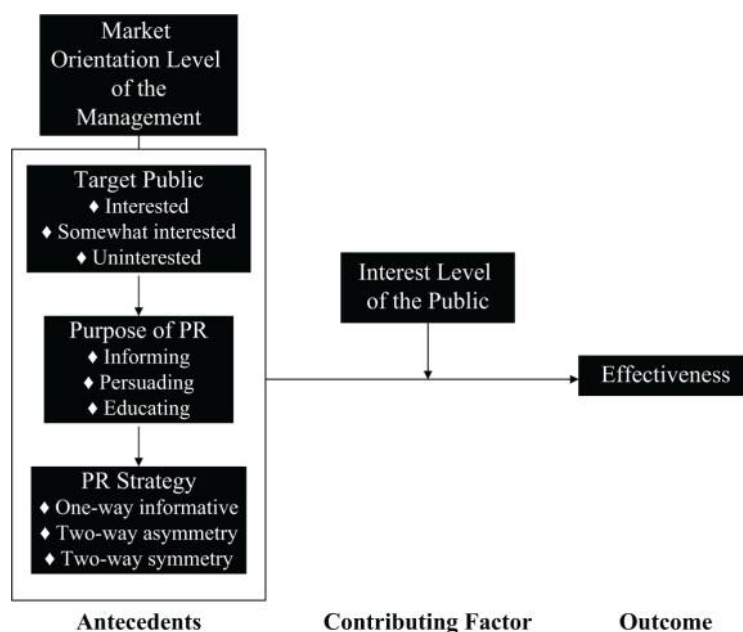 Market
Orientation Level
of the
Management
Target Public
♦ Interested
♦ Somewhat interested
♦ Uninterested
Purpose of PR
♦ Informing
♦ Persuading
♦ Educating
PR Strategy
♦ One-way informative
♦ Two-way asymmetry
♦ Two-way symmetry
Interest Level
of the Public
Effectiveness
Antecedents
Contributing Factor
Outcome